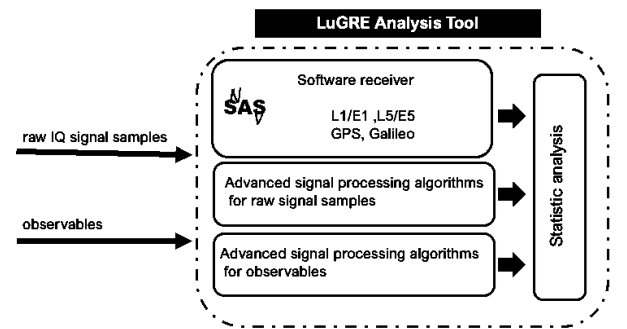 LuGRE Analysis Tool
Software receiver
NSAV
L1/E1 ,L5/E5
GPS, Galileo
raw IQ signal samples
Advanced signal processing algorithms
for raw signal samples
observables
Advanced signal processing algorithms
for observables
Statistic analysis